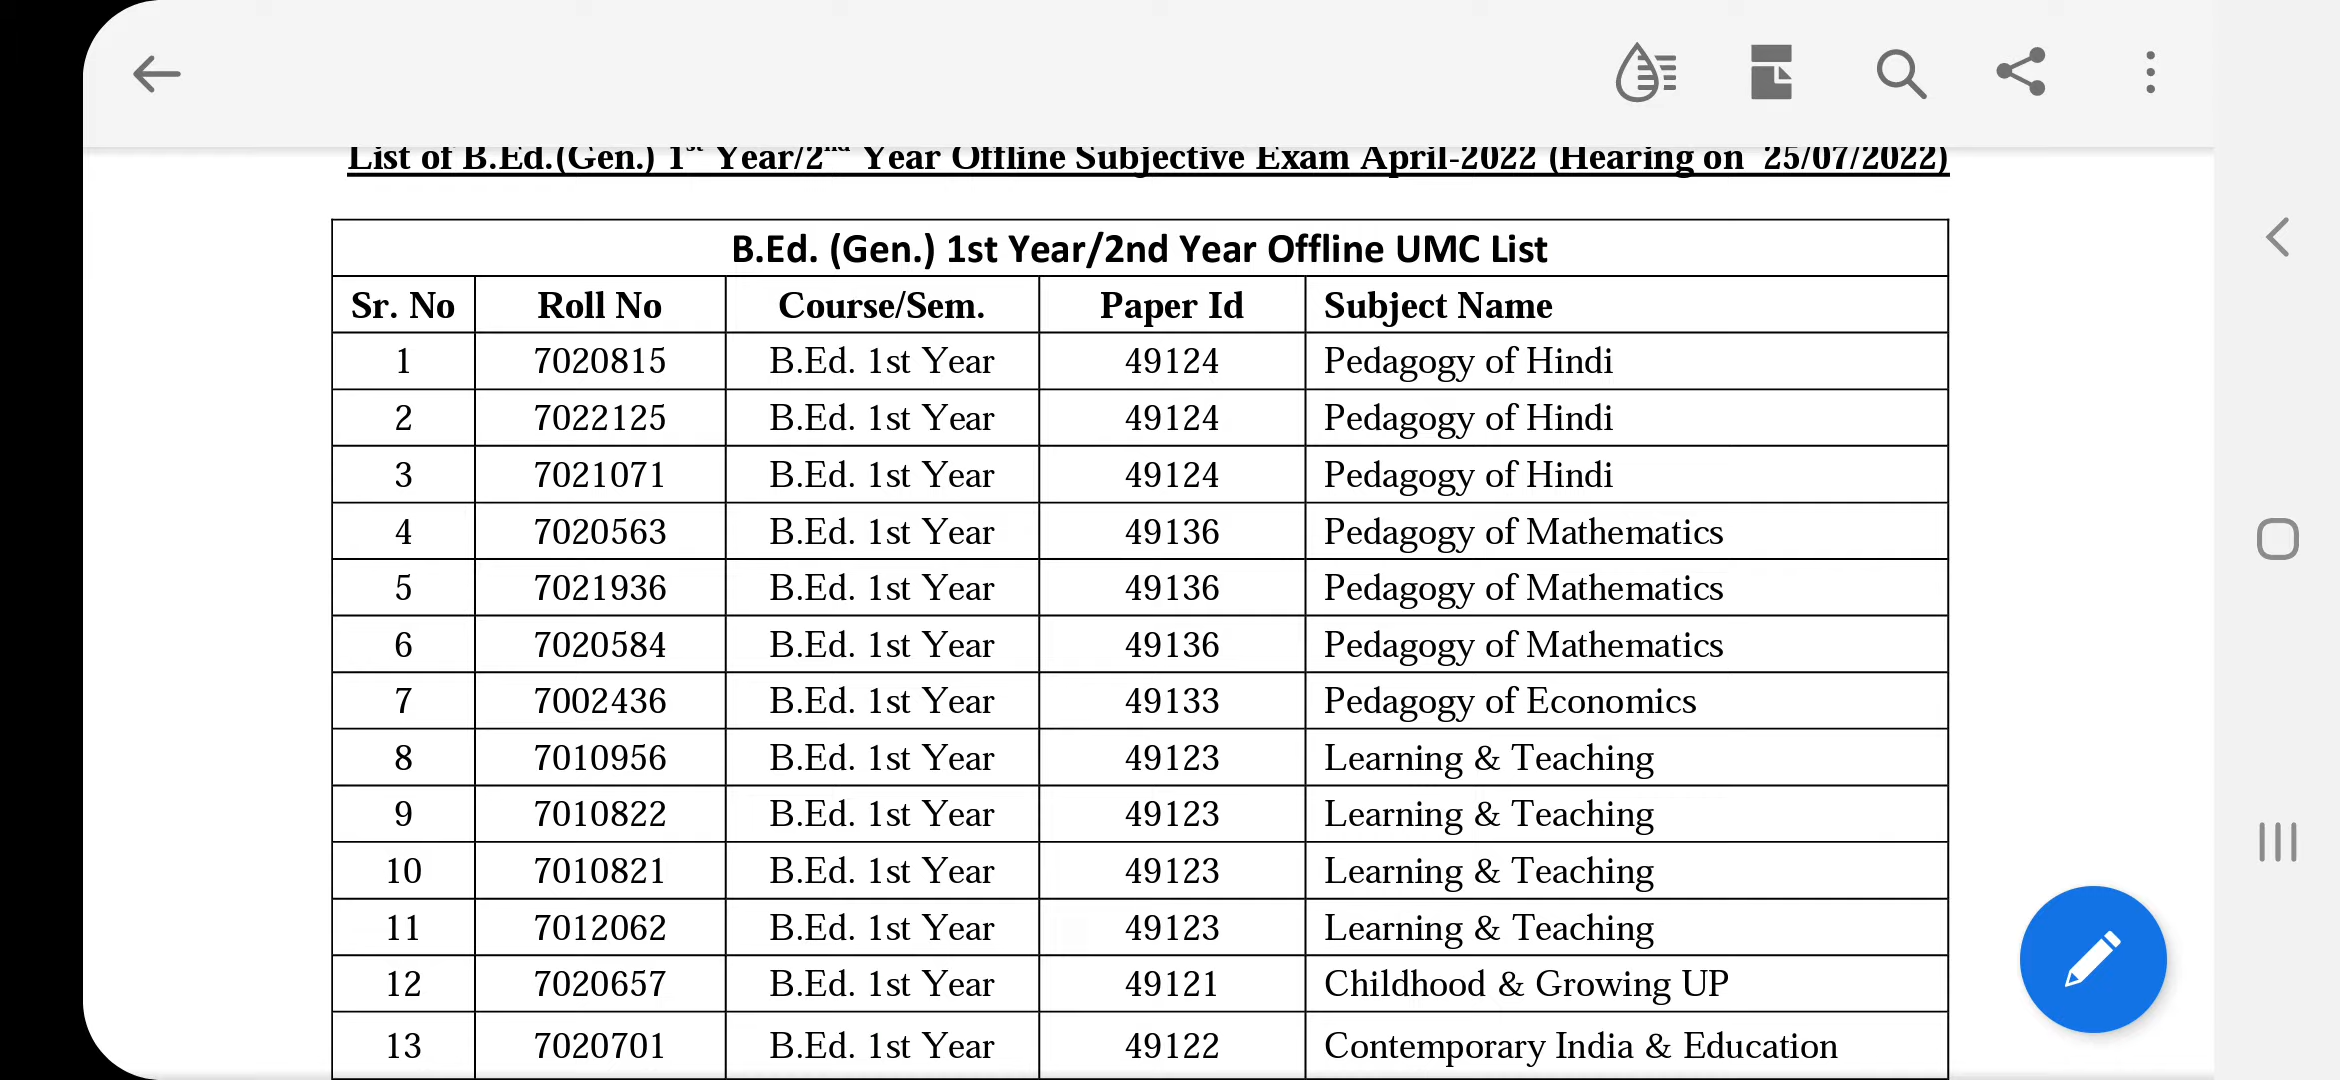 List of B.Ed.(Gen.) 1st Year/2nd Year Offline Subjective Exam April-2022 (Hearing on 25/07/2022)
B.Ed. (Gen.) 1st Year/2nd Year Offline UMC List
Sr. No Roll No Course/Sem. Paper Id Subject Name
1 7020815 B.Ed. 1st Year 49124 Pedagogy of Hindi
2 7022125 B.Ed. 1st Year 49124 Pedagogy of Hindi
3 7021071 B.Ed. 1st Year 49124 Pedagogy of Hindi
4 7020563 B.Ed. 1st Year 49136 Pedagogy of Mathematics
5 7021936 B.Ed. 1st Year 49136 Pedagogy of Mathematics
6 7020584 B.Ed. 1st Year 49136 Pedagogy of Mathematics
7 7002436 B.Ed. 1st Year 49133 Pedagogy of Economics
8 7010956 B.Ed. 1st Year 49123 Learning & Teaching
9 7010822 B.Ed. 1st Year 49123 Learning & Teaching
10 7010821 B.Ed. 1st Year 49123 Learning & Teaching
11 7012062 B.Ed. 1st Year 49123 Learning & Teaching
12 7020657 B.Ed. 1st Year 49121 Childhood & Growing UP
13 7020701 B.Ed. 1st Year 49122 Contemporary India & Education